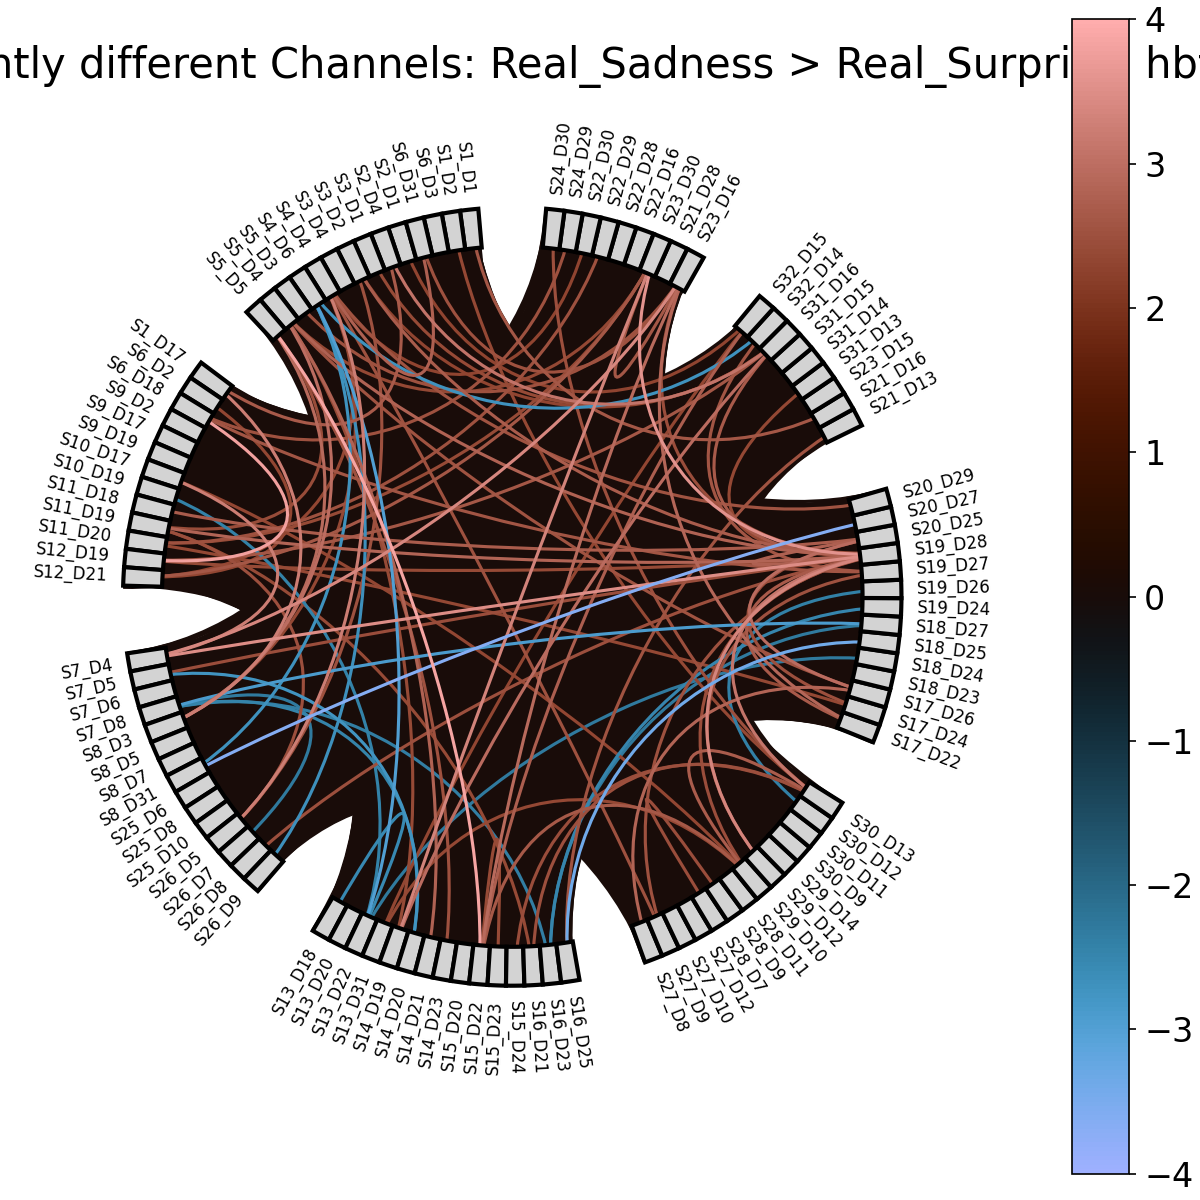 ntly different Channels: Real_Sadness > Real_Surpri hb
4
3
2
1
0
−1
−2
−3
−4
S1_D1
S1_D2
S6_D3
S6_D31
S2_D1
S2_D4
S3_D1
S3_D2
S3_D4
S4_D4
S4_D6
S5_D3
S5_D4
S5_D5
S1_D17
S6_D2
S6_D18
S9_D2
S9_D17
S9_D19
S10_D17
S10_D19
S11_D18
S11_D19
S11_D20
S12_D19
S12_D21
S7_D4
S7_D5
S7_D6
S7_D8
S8_D3
S8_D5
S8_D7
S8_D31
S25_D6
S25_D8
S25_D10
S26_D5
S26_D7
S26_D8
S26_D9
S13_D18
S13_D20
S13_D22
S13_D31
S14_D19
S14_D20
S14_D21
S14_D23
S15_D20
S15_D22
S15_D23
S15_D24
S16_D21
S16_D23
S16_D25
S27_D8
S27_D9
S27_D10
S27_D12
S28_D7
S28_D9
S28_D11
S29_D10
S29_D12
S29_D14
S30_D9
S30_D11
S30_D12
S30_D13
S17_D22
S17_D24
S17_D26
S18_D23
S18_D24
S18_D25
S18_D27
S19_D24
S19_D26
S19_D27
S19_D28
S20_D25
S20_D27
S20_D29
S21_D13
S21_D16
S23_D15
S31_D13
S31_D14
S31_D15
S31_D16
S32_D14
S32_D15
S23_D16
S21_D28
S23_D30
S22_D16
S22_D28
S22_D29
S22_D30
S24_D29
S24_D30